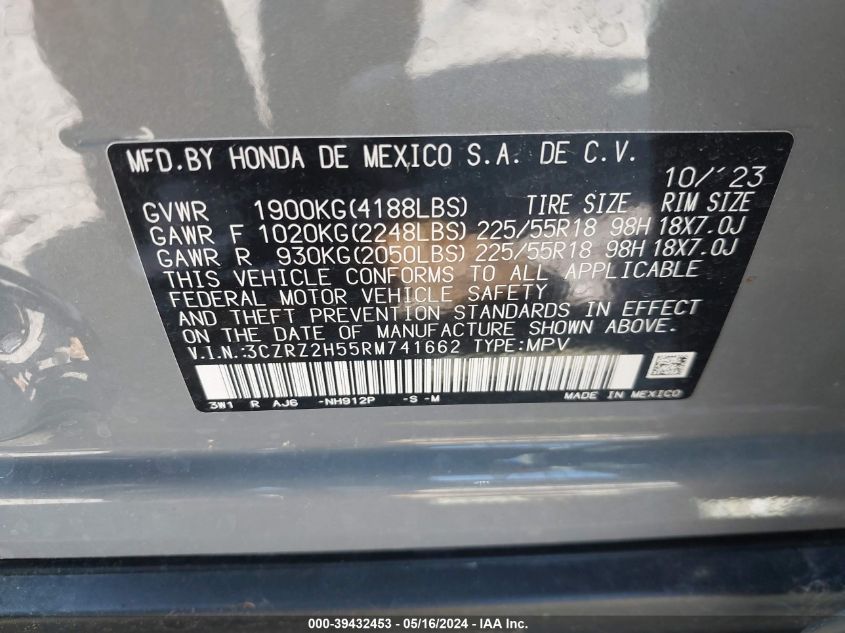 MFD.BY HONDA DE MEXICO S.A. DE C.V.
10/'23
GVWR 1900KG(4188LBS) TIRE SIZE RIM SIZE
GAWR F 1020KG(2248LBS) 225/55R18 98H 18X7.0J
GAWR R 930KG(2050LBS) 225/55R18 98H 18X7.0J
THIS VEHICLE CONFORMS TO ALL APPLICABLE
FEDERAL MOTOR VEHICLE SAFETY
AND THEFT PREVENTION STANDARDS IN EFFECT
ON THE DATE OF MANUFACTURE SHOWN ABOVE.
V.I.N.:3CZRZ2H55RM741662 TYPE:MPV
3W1 R AJ6 -NH912P -S -M MADE IN MEXICO
000-39432453 - 05/16/2024 - IAA Inc.